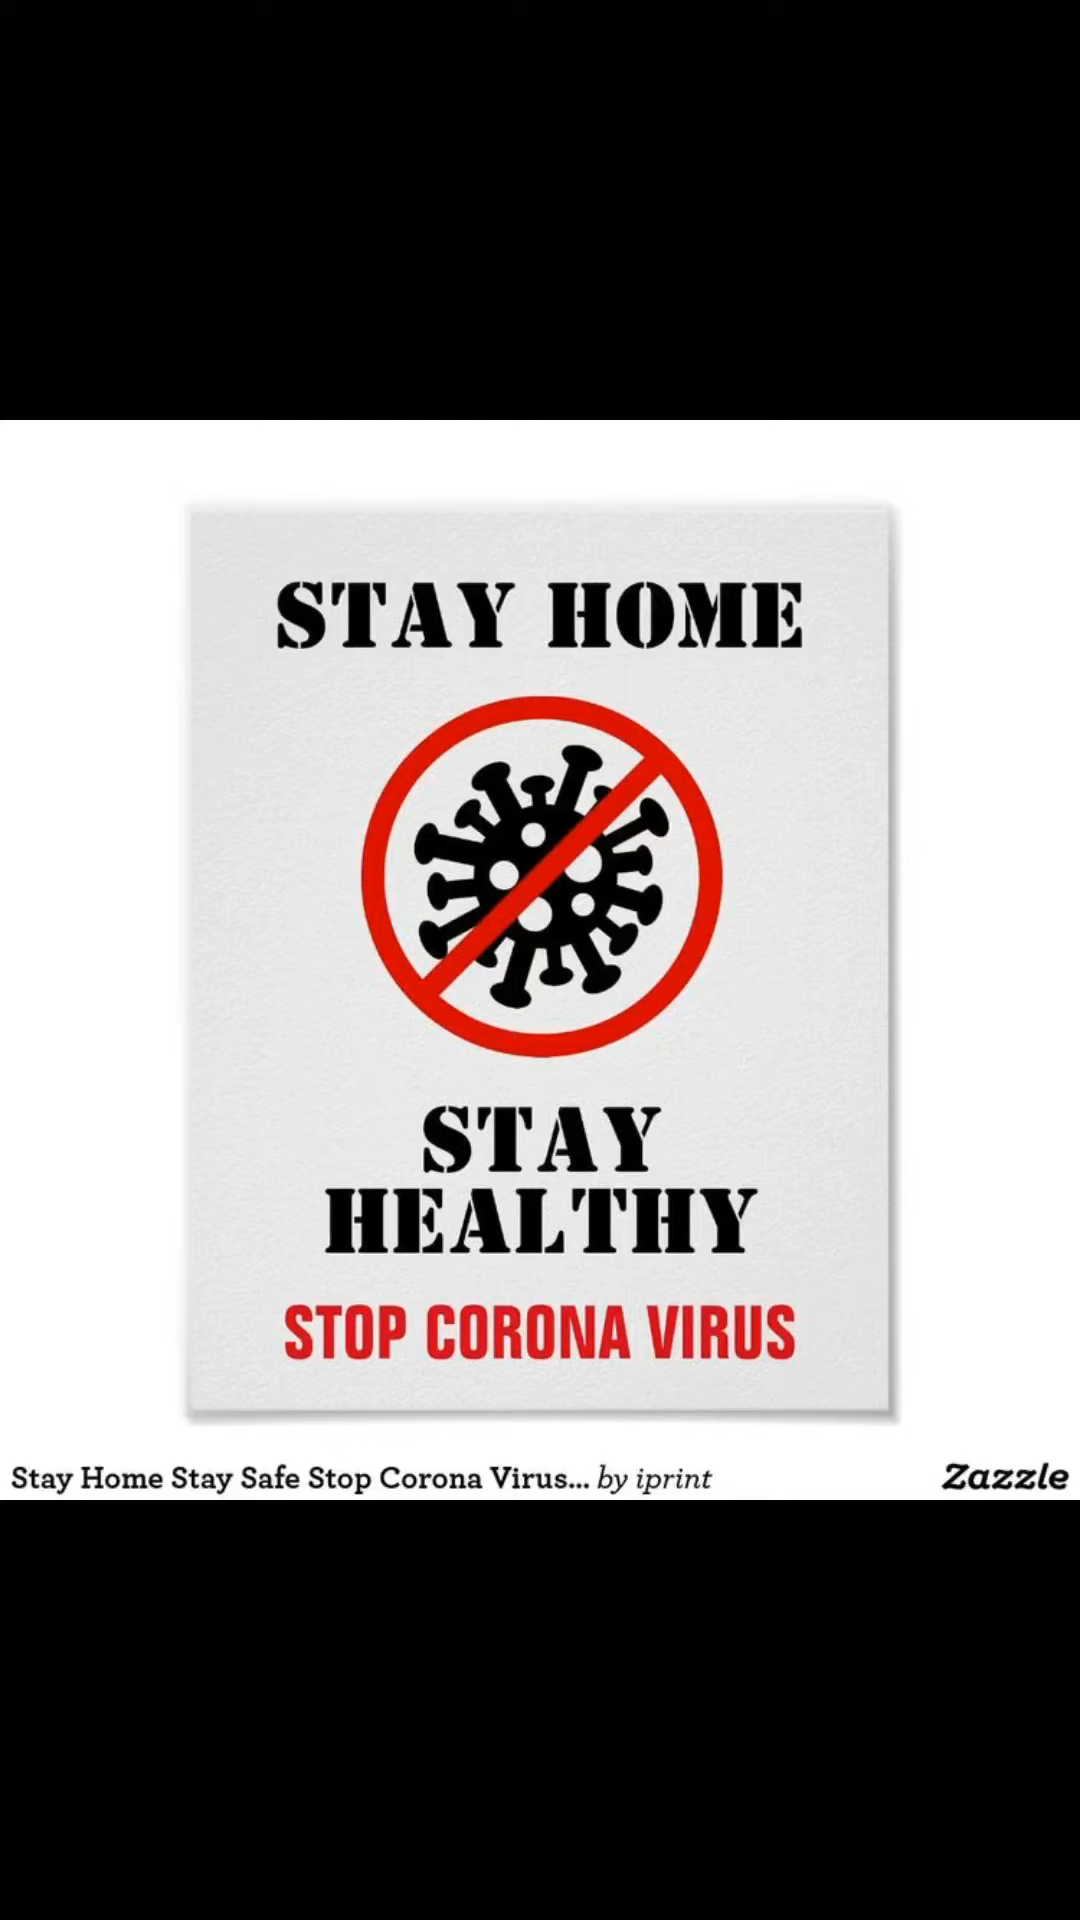 STAY HOME
STAY
HEALTHY
STOP CORONA VIRUS
Stay Home Stay Safe Stop Corona Virus... by iprint
Zazzle